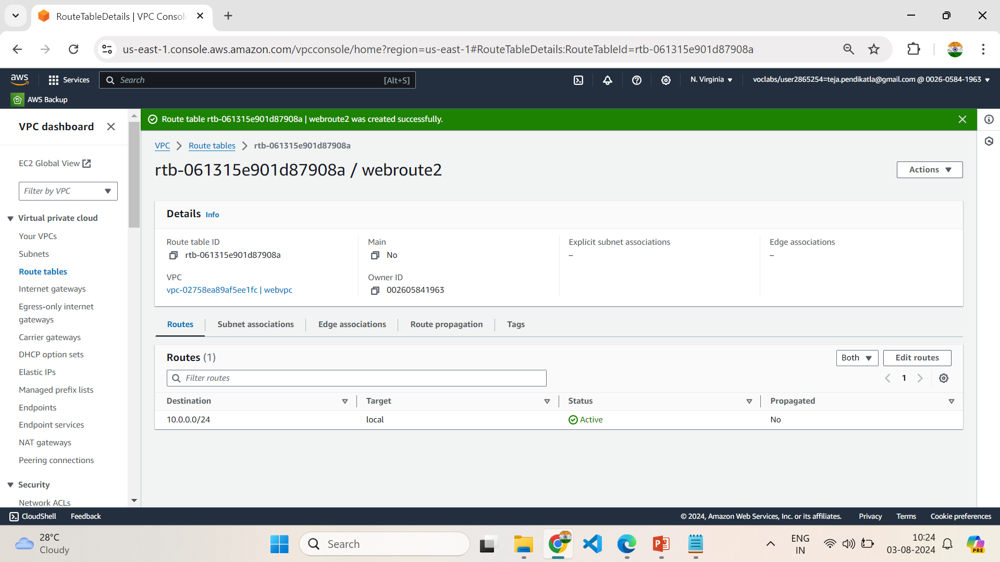 RouteTableDetails | VPC Consol
us-east-1.console.aws.amazon.com/vpcconsole/home?region=us-east-1#RouteTableDetails:RouteTableId=rtb-061315e901d87908a
aws
Services
Search
[Alt+S]
N. Virginia
voclabs/user2865254=teja.pendikatla@gmail.com @ 0026-0584-1963
AWS Backup
VPC dashboard
EC2 Global View
Filter by VPC
Virtual private cloud
Your VPCs
Subnets
Route tables
Internet gateways
Egress-only internet
gateways
Carrier gateways
DHCP option sets
Elastic IPs
Managed prefix lists
Endpoints
Endpoint services
NAT gateways
Peering connections
Security
Network ACLs
Route table rtb-061315e901d87908a | webroute2 was created successfully.
VPC
Route tables
rtb-061315e901d87908a
rtb-061315e901d87908a / webroute2
Actions
Details Info
Route table ID
rtb-061315e901d87908a
Main
No
Explicit subnet associations
–
Edge associations
–
VPC
vpc-02758ea89af5ee1fc | webvpc
Owner ID
002605841963
Routes
Subnet associations
Edge associations
Route propagation
Tags
Routes (1)
Both
Edit routes
Filter routes
1
Destination
Target
Status
Propagated
10.0.0.0/24
local
Active
No
CloudShell
Feedback
© 2024, Amazon Web Services, Inc. or its affiliates.
Privacy
Terms
Cookie preferences
28°C
Cloudy
Search
ENG
IN
10:24
03-08-2024
PRE